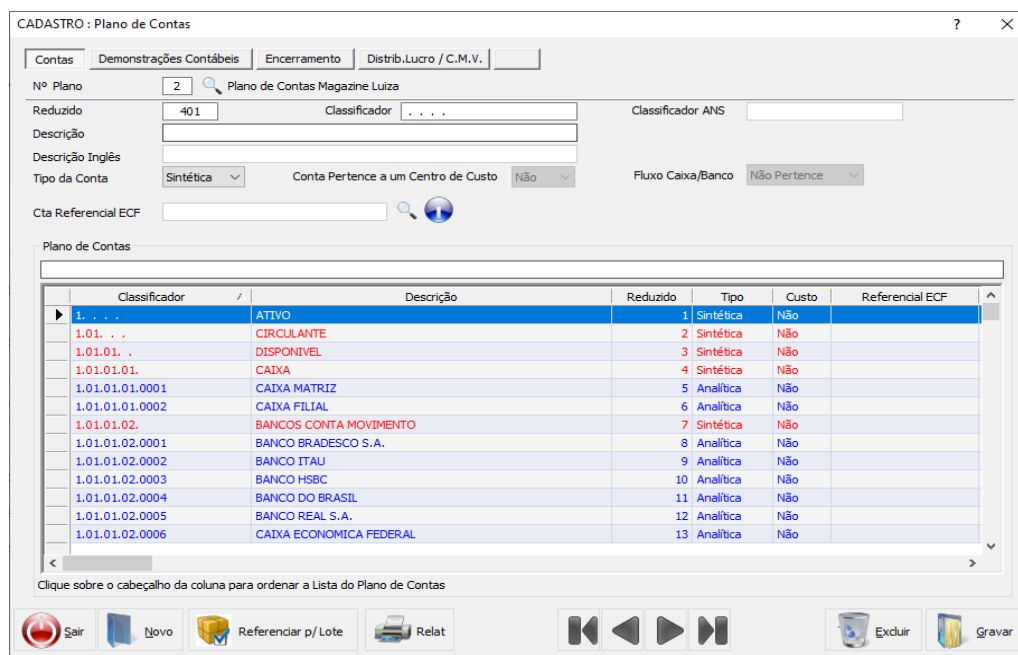 CADASTRO : Plano de Contas ?
Contas Demonstrações Contábeis Encerramento Distrib.Lucro / C.M.V.
Nº Plano 2 Plano de Contas Magazine Luiza
Reduzido 401 Classificador . . . . Classificador ANS
Descrição
Descrição Inglês
Tipo da Conta Sintética Conta Pertence a um Centro de Custo Não Fluxo Caixa/Banco Não Pertence
Cta Referencial ECF
Plano de Contas
Classificador Descrição Reduzido Tipo Custo Referencial ECF
1. . . . ATIVO 1 Sintética Não
1.01. . . CIRCULANTE 2 Sintética Não
1.01.01. . DISPONIVEL 3 Sintética Não
1.01.01.01. CAIXA 4 Sintética Não
1.01.01.01.0001 CAIXA MATRIZ 5 Analítica Não
1.01.01.01.0002 CAIXA FILIAL 6 Analítica Não
1.01.01.02. BANCOS CONTA MOVIMENTO 7 Sintética Não
1.01.01.02.0001 BANCO BRADESCO S.A. 8 Analítica Não
1.01.01.02.0002 BANCO ITAU 9 Analítica Não
1.01.01.02.0003 BANCO HSBC 10 Analítica Não
1.01.01.02.0004 BANCO DO BRASIL 11 Analítica Não
1.01.01.02.0005 BANCO REAL S.A. 12 Analítica Não
1.01.01.02.0006 CAIXA ECONOMICA FEDERAL 13 Analítica Não
Clique sobre o cabeçalho da coluna para ordenar a Lista do Plano de Contas
Sair Novo Referenciar p/ Lote Relat Excluir Gravar